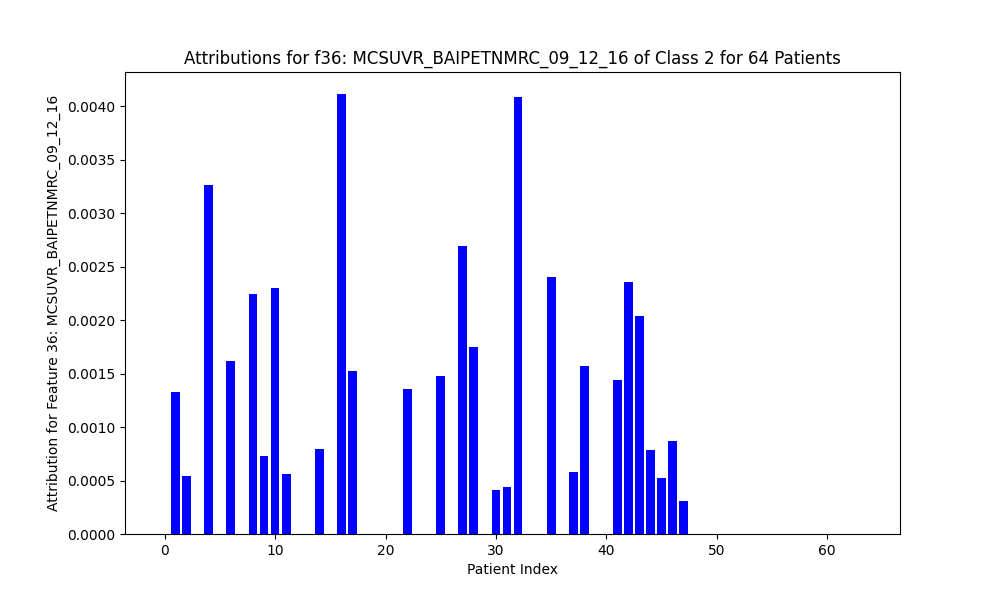 Attributions for f36: MCSUVR_BAIPETNMRC_09_12_16 of Class 2 for 64 Patients
Attribution for Feature 36: MCSUVR_BAIPETNMRC_09_12_16
0.0040
0.0035
0.0030
0.0025
0.0020
0.0015
0.0010
0.0005
0.0000
0 10 20 30 40 50 60
Patient Index